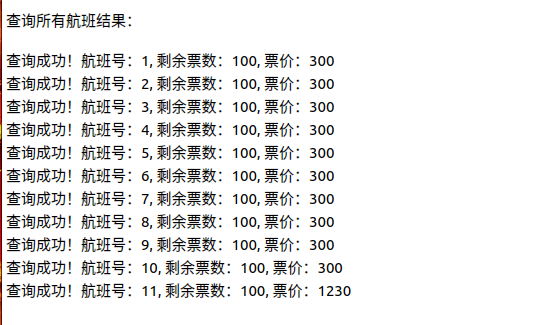 查询所有航班结果：
查询成功！航班号：1, 剩余票数：100, 票价：300
查询成功！航班号：2, 剩余票数：100, 票价：300
查询成功！航班号：3, 剩余票数：100, 票价：300
查询成功！航班号：4, 剩余票数：100, 票价：300
查询成功！航班号：5, 剩余票数：100, 票价：300
查询成功！航班号：6, 剩余票数：100, 票价：300
查询成功！航班号：7, 剩余票数：100, 票价：300
查询成功！航班号：8, 剩余票数：100, 票价：300
查询成功！航班号：9, 剩余票数：100, 票价：300
查询成功！航班号：10, 剩余票数：100, 票价：300
查询成功！航班号：11, 剩余票数：100, 票价：1230